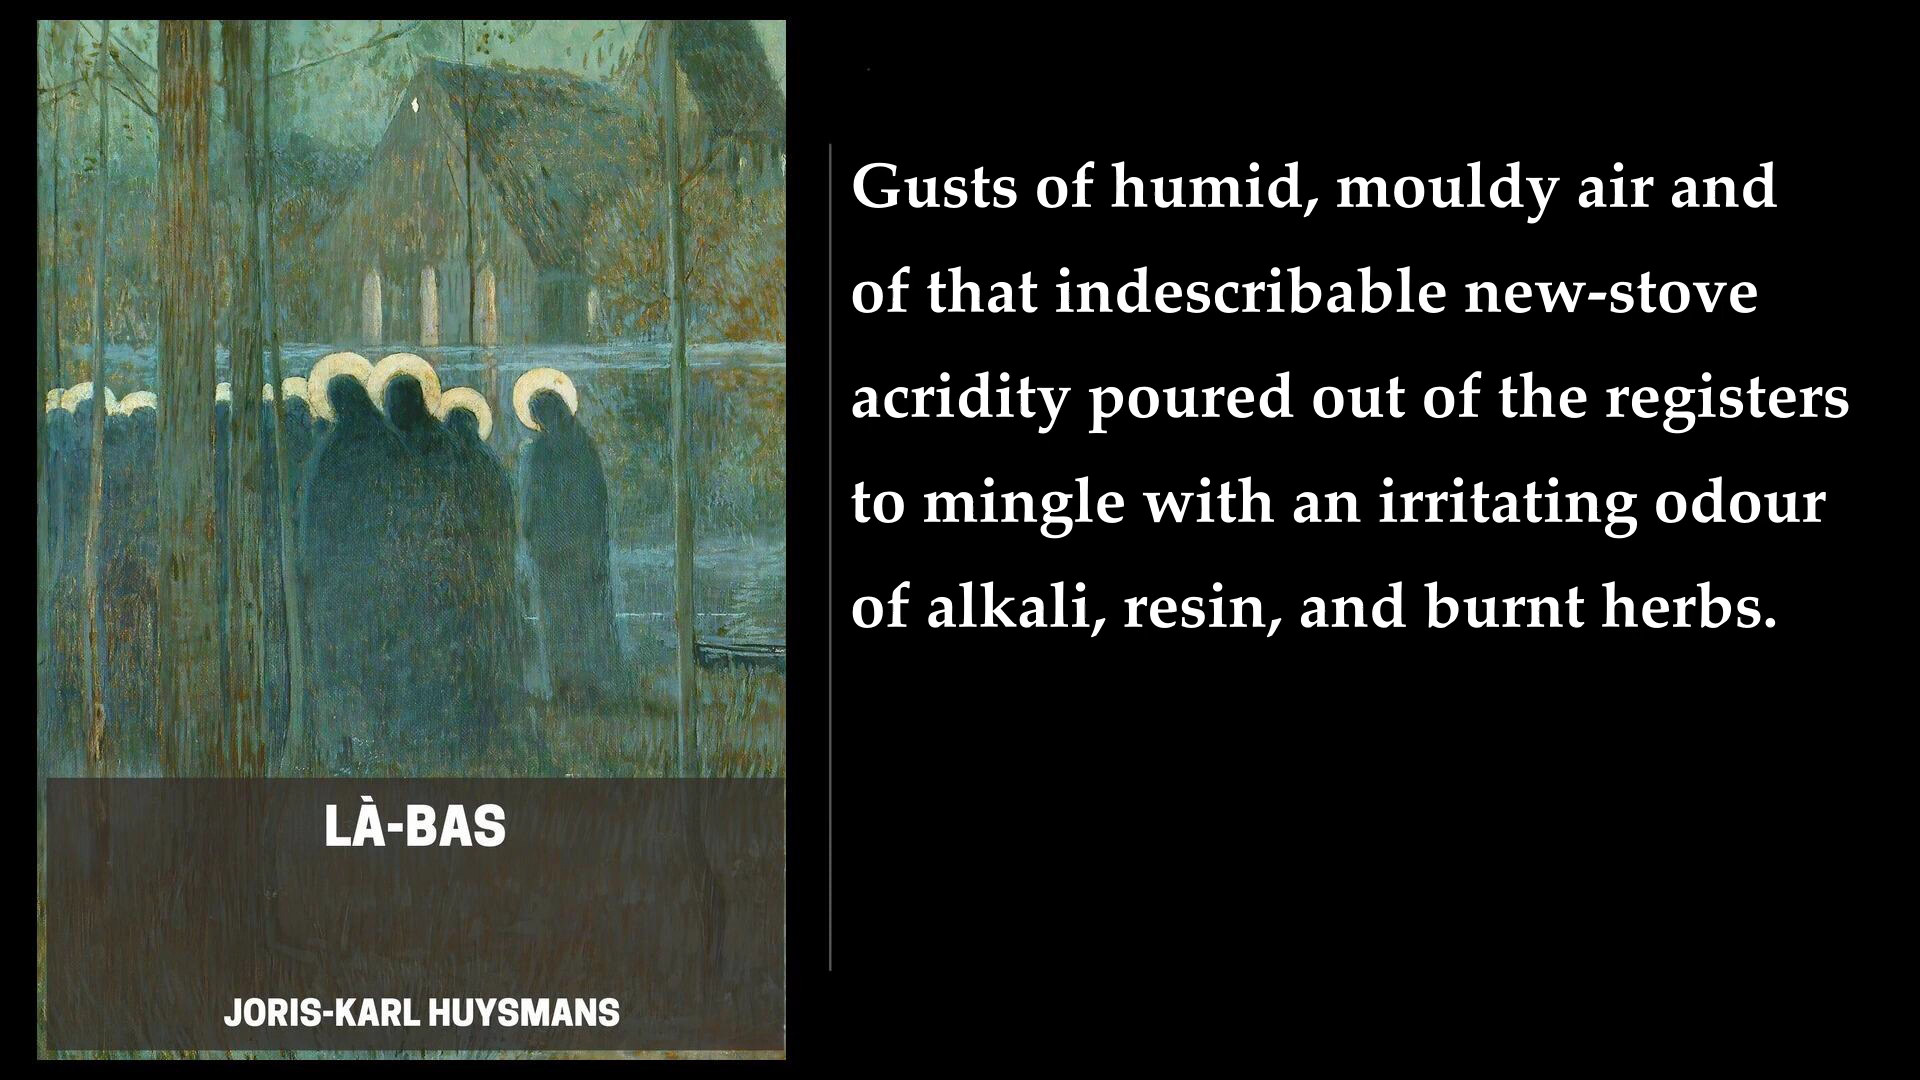 LÀ-BAS
JORIS-KARL HUYSMANS
Gusts of humid, mouldy air and
of that indescribable new-stove
acridity poured out of the registers
to mingle with an irritating odour
of alkali, resin, and burnt herbs.